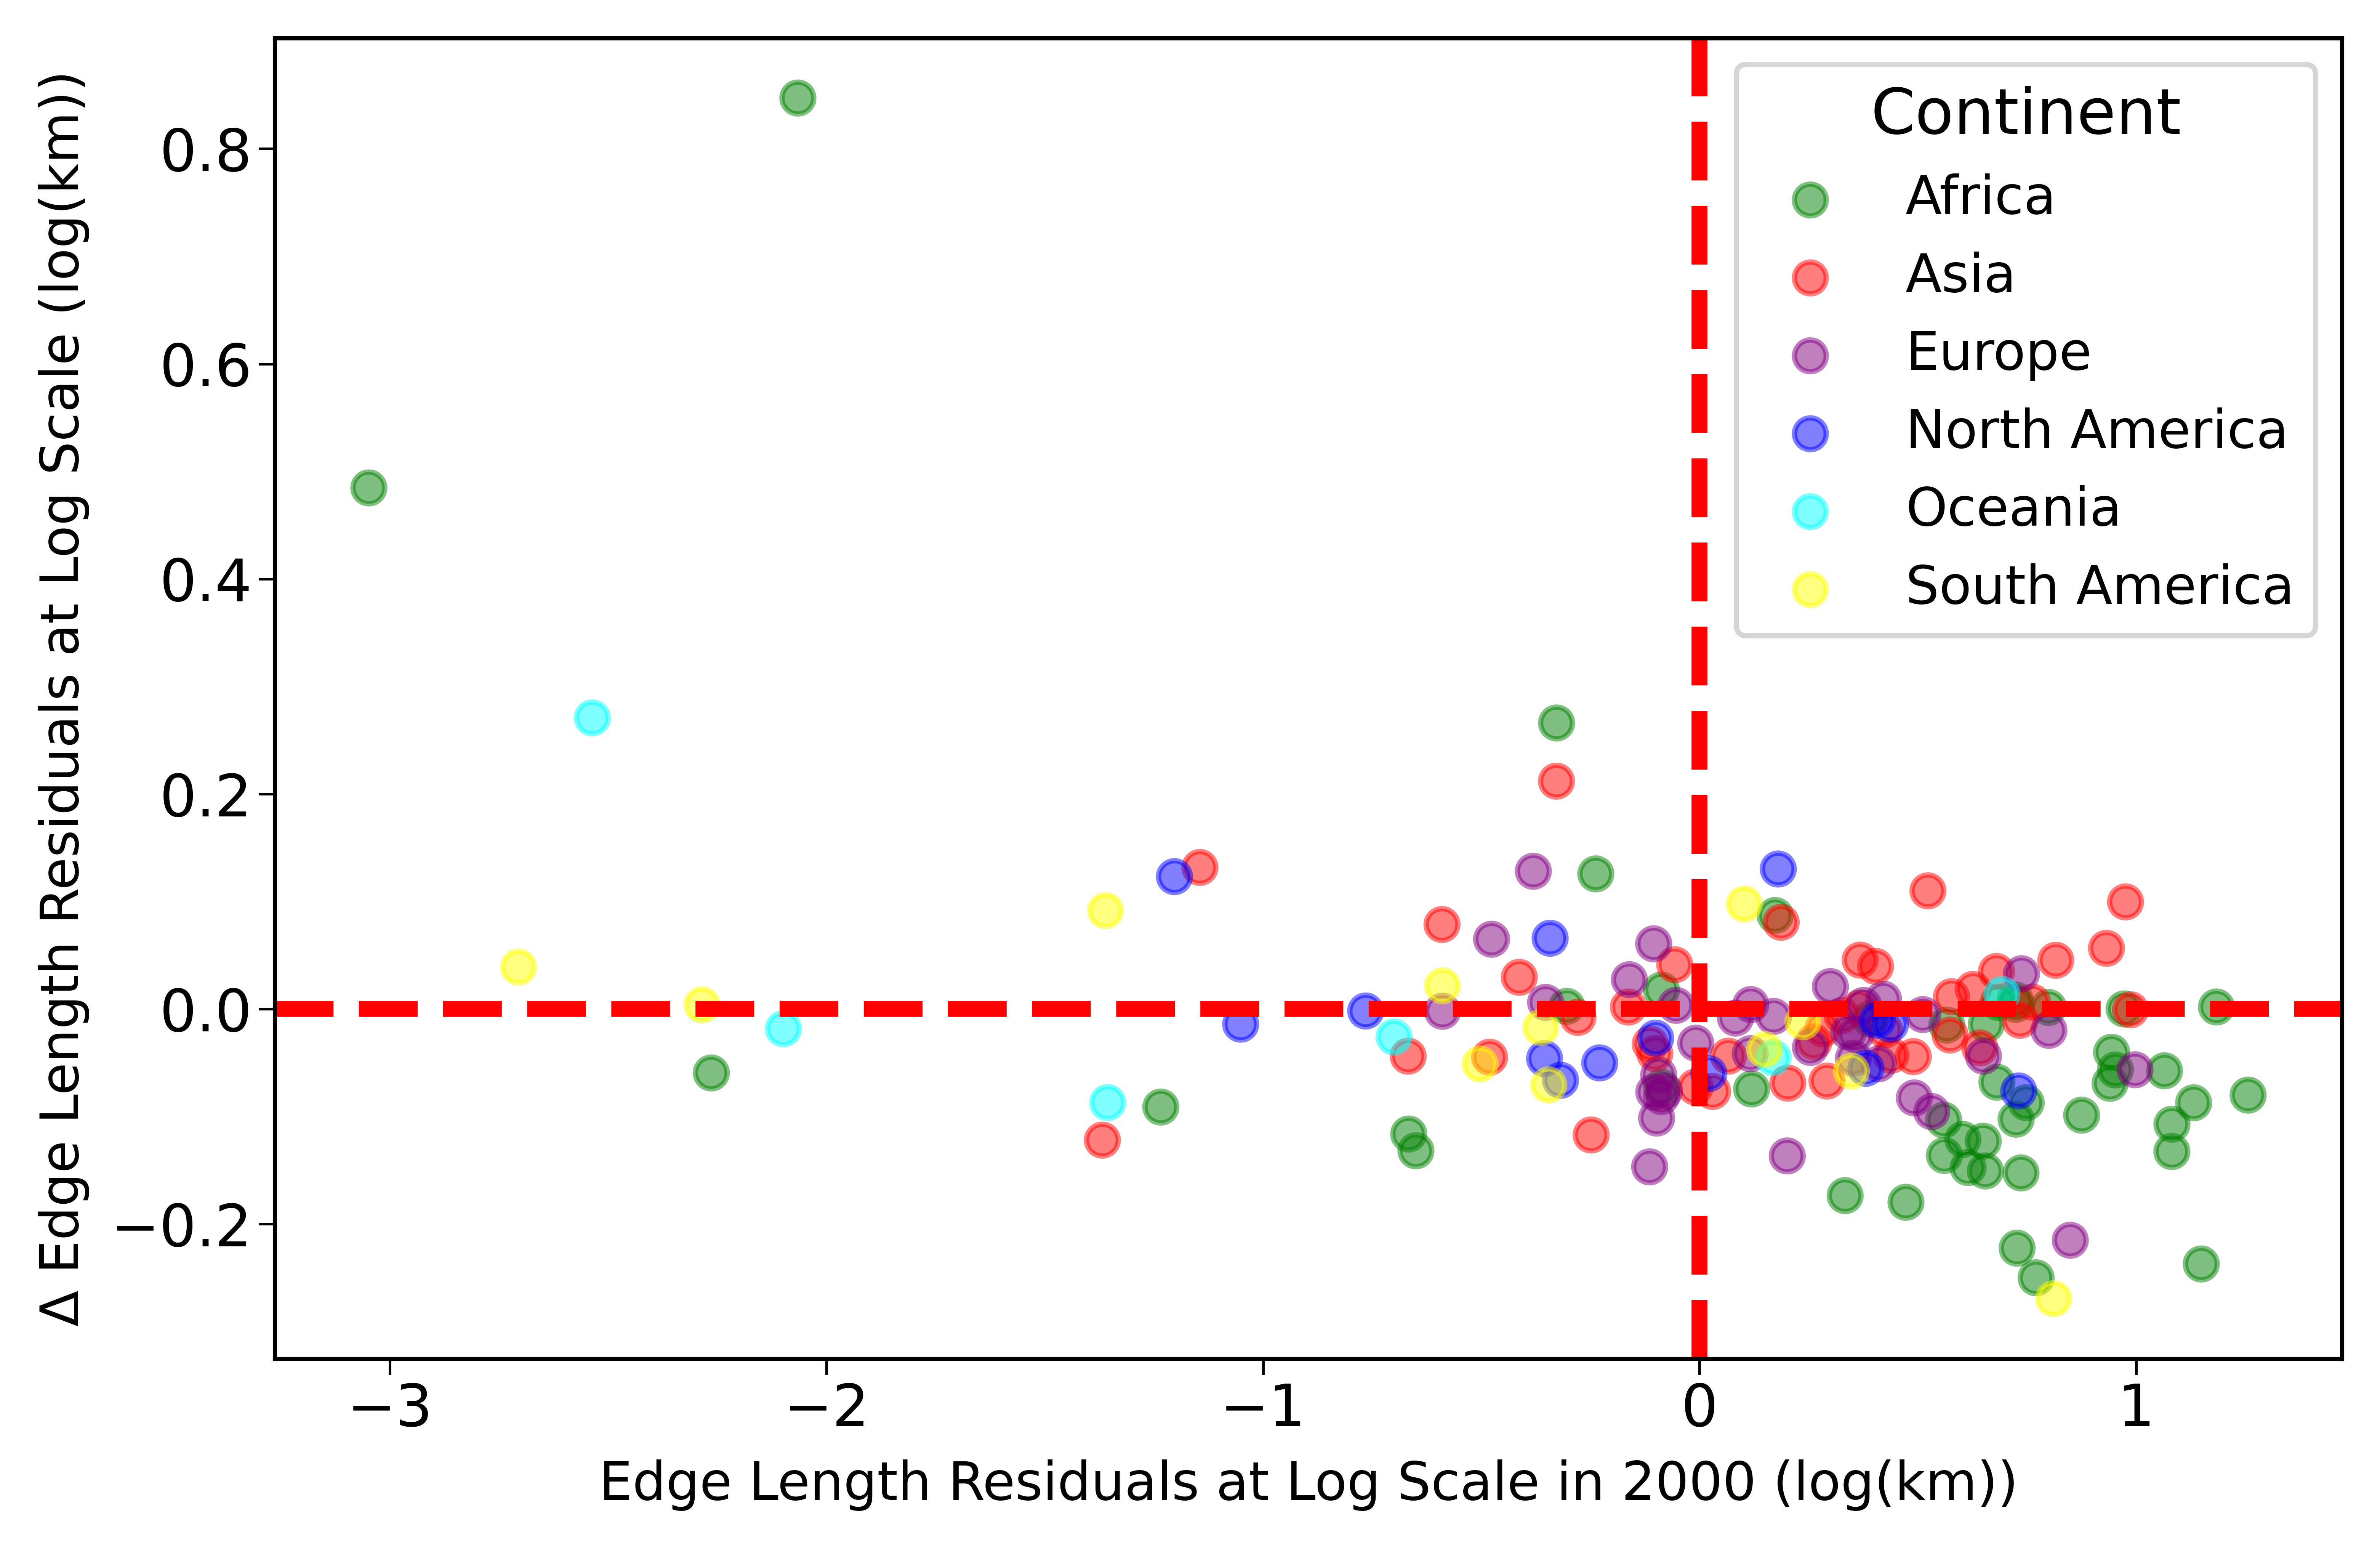 Δ Edge Length Residuals at Log Scale (log(km))
0.8
0.6
0.4
0.2
0.0
−0.2
Continent
Africa
Asia
Europe
North America
Oceania
South America
−3 −2 −1 0 1
Edge Length Residuals at Log Scale in 2000 (log(km))